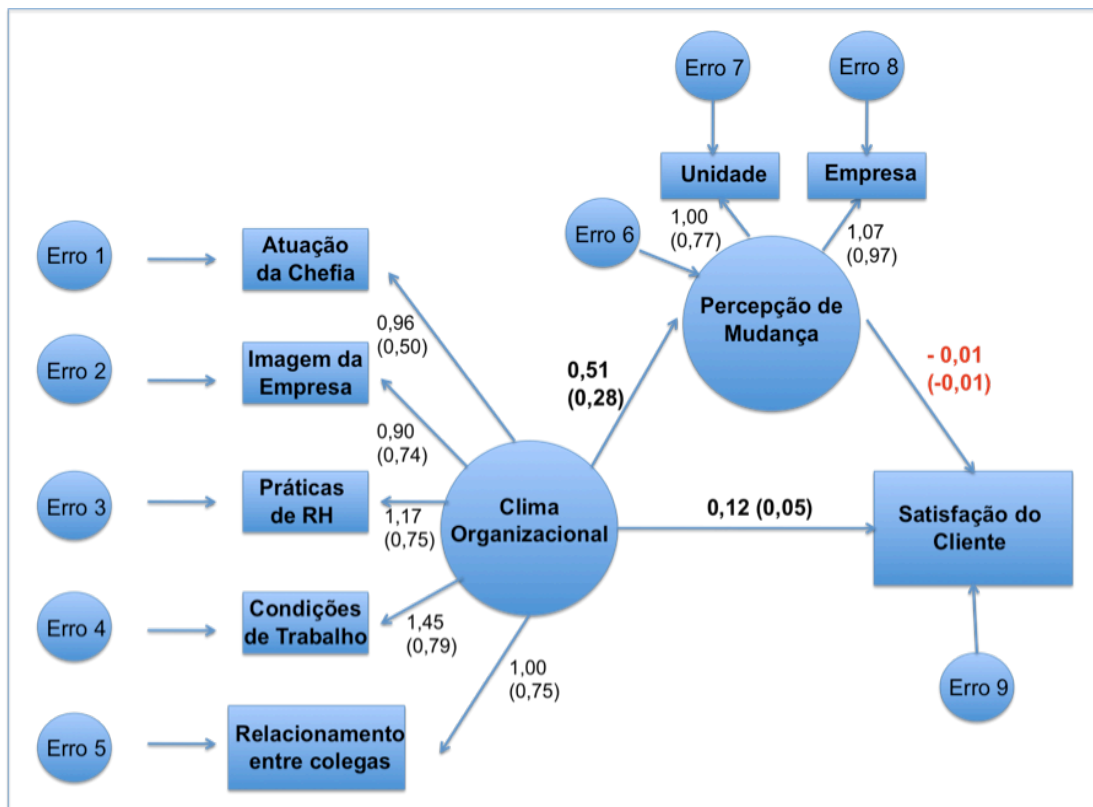 Erro 7
Erro 8
Unidade
Empresa
1,00
(0,77)
1,07
(0,97)
Erro 6
Percepção de
Mudança
Erro 1
Atuação
da Chefia
0,96
(0,50)
Erro 2
Imagem da
Empresa
0,90
(0,74)
0,51
(0,28)
- 0,01
(-0,01)
Erro 3
Práticas
de RH
1,17
(0,75)
Clima
Organizacional
0,12 (0,05)
Satisfação do
Cliente
Erro 4
Condições
de Trabalho
1,45
(0,79)
1,00
(0,75)
Erro 9
Erro 5
Relacionamento
entre colegas